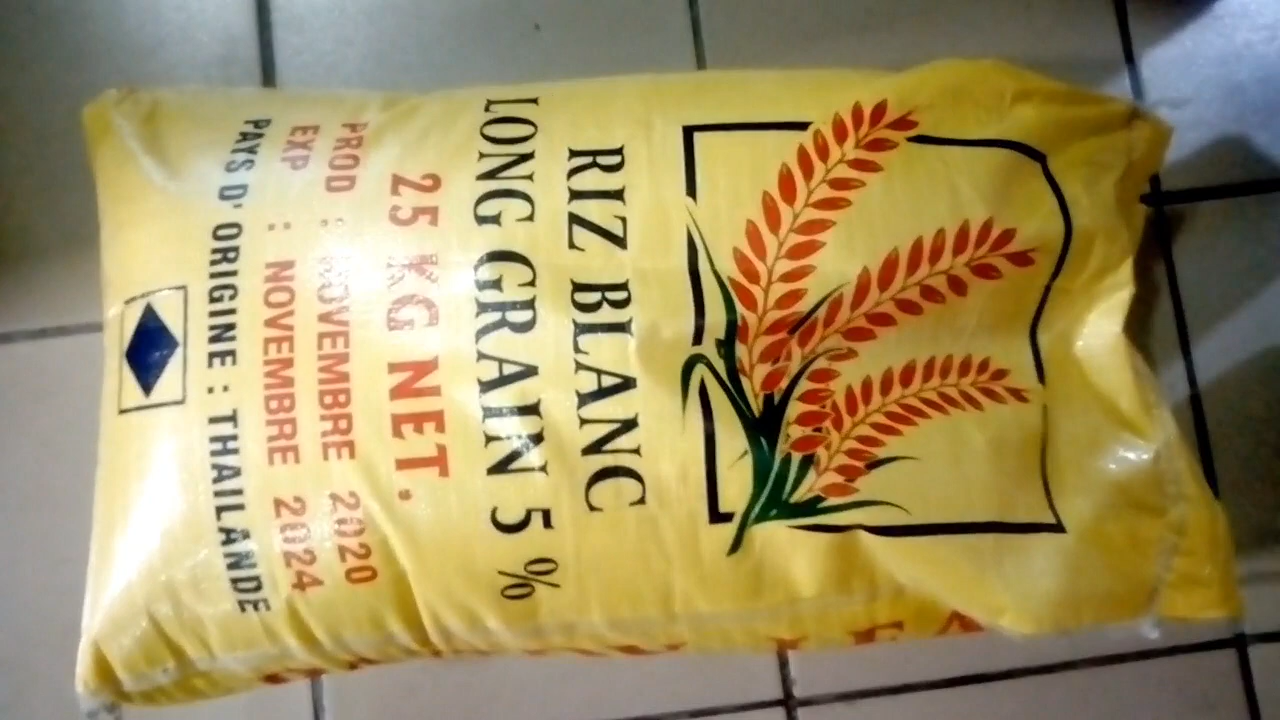 RIZ BLANC
LONG GRAIN 5 %
25 KG NET.
PROD : NOVEMBRE 2020
EXP : NOVEMBRE 2024
PAYS D'ORIGINE : THAILANDE